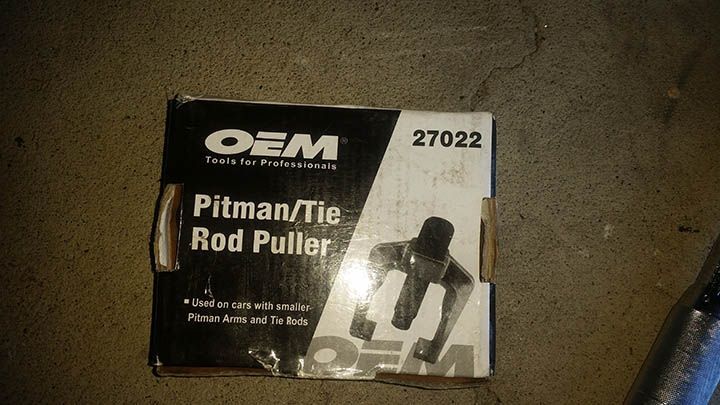 OEM®
Tools for Professionals
27022
Pitman/Tie
Rod Puller
▪ Used on cars with smaller
Pitman Arms and Tie Rods
OEM